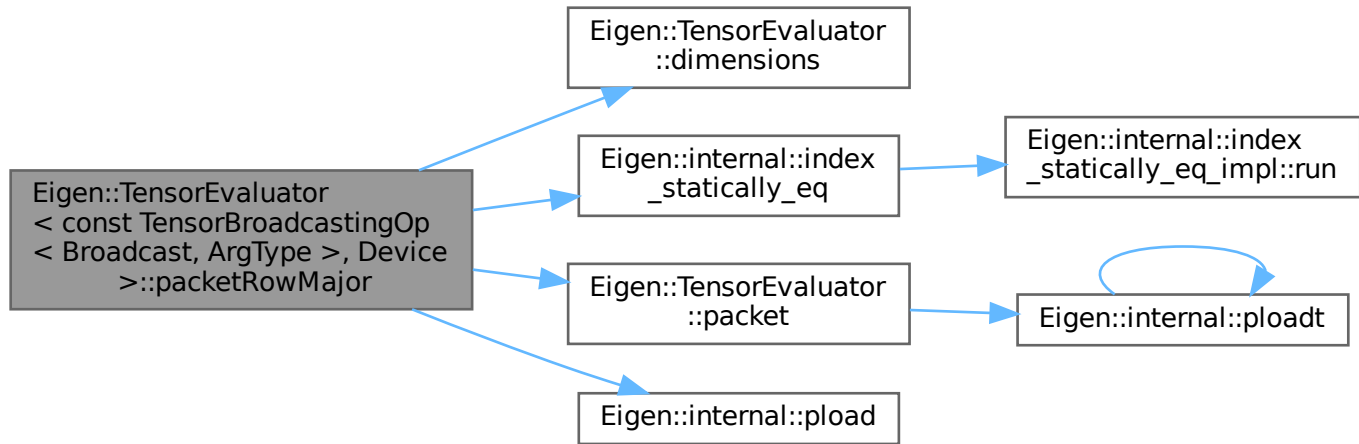 Eigen::TensorEvaluator
< const TensorBroadcastingOp
< Broadcast, ArgType >, Device
>::packetRowMajor
Eigen::TensorEvaluator
::dimensions
Eigen::internal::index
_statically_eq
Eigen::internal::index
_statically_eq_impl::run
Eigen::TensorEvaluator
::packet
Eigen::internal::ploadt
Eigen::internal::pload